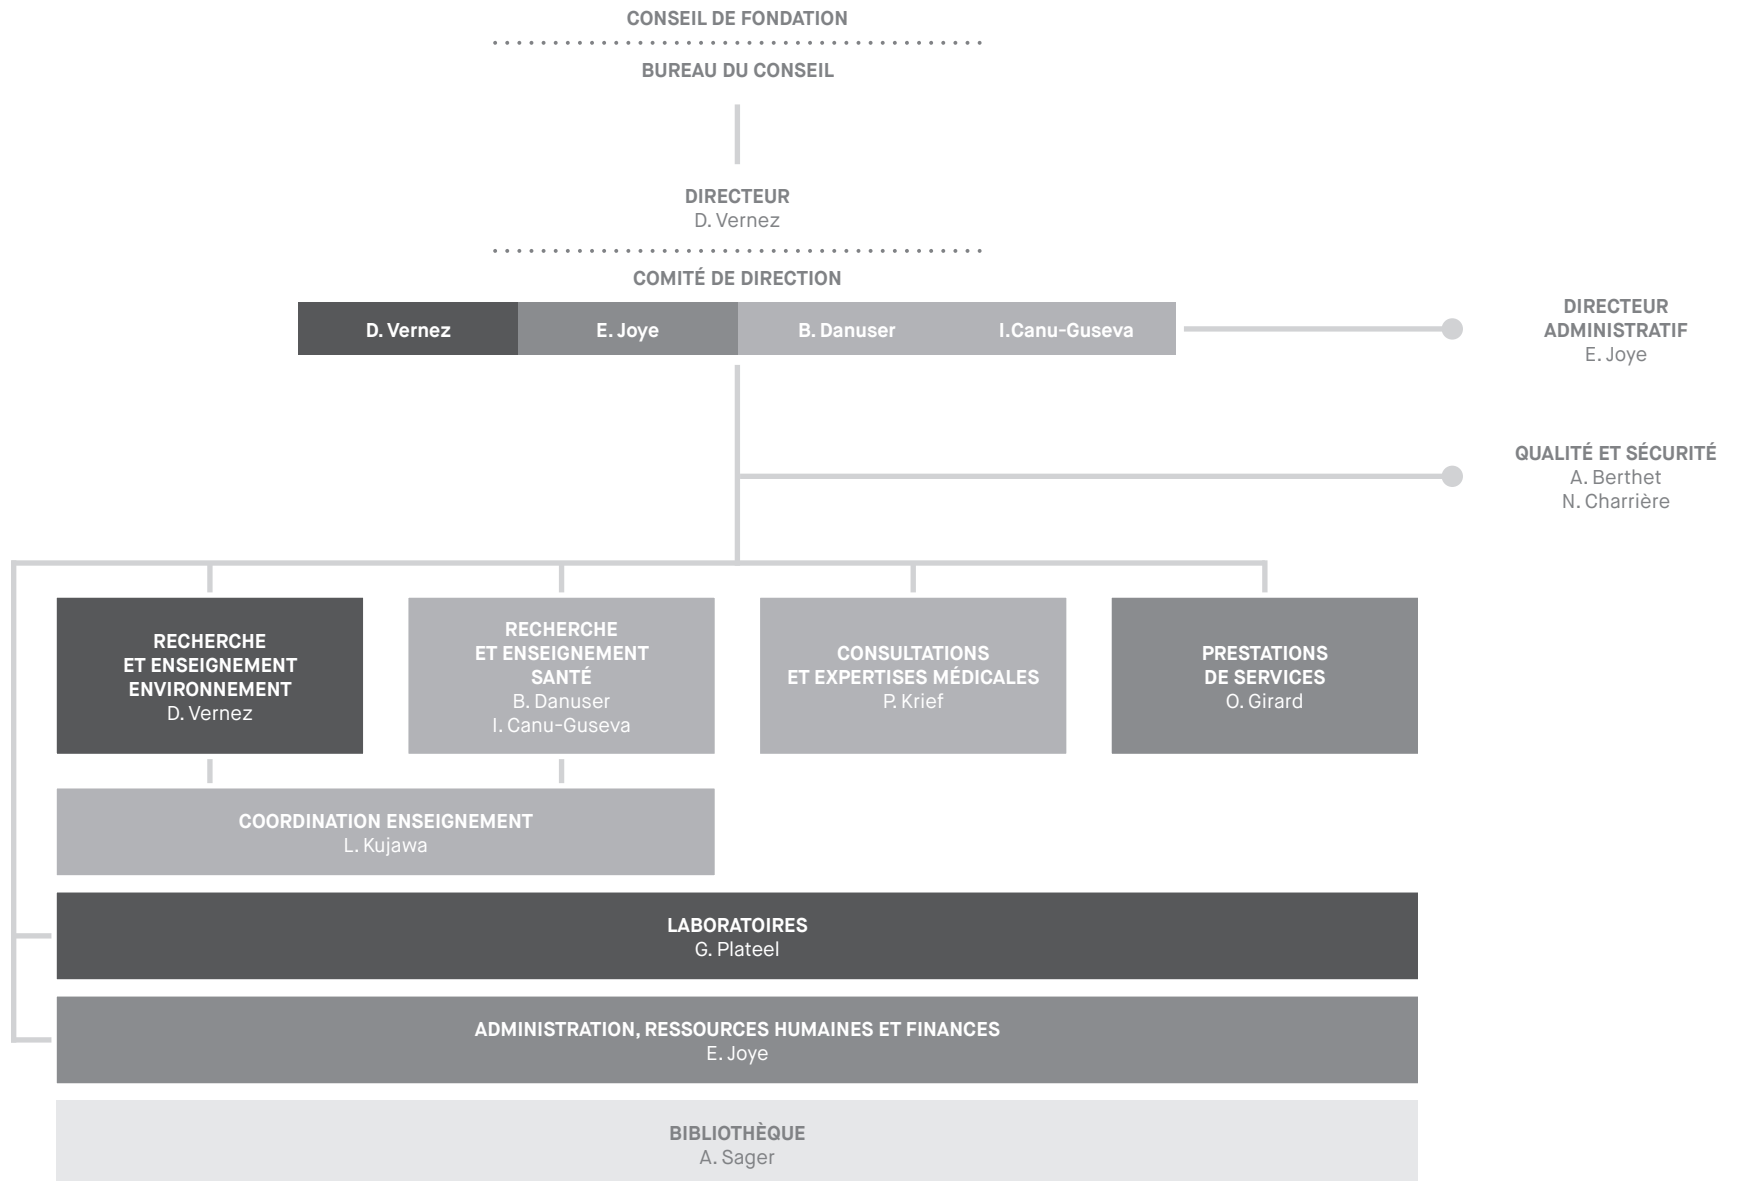 CONSEIL DE FONDATION
BUREAU DU CONSEIL
DIRECTEUR
D. Vernez
COMITÉ DE DIRECTION
D. Vernez
E. Joye
B. Danuser
I.Canu-Guseva
DIRECTEUR
ADMINISTRATIF
E. Joye
QUALITÉ ET SÉCURITÉ
A. Berthet
N. Charrière
RECHERCHE
ET ENSEIGNEMENT
ENVIRONNEMENT
D. Vernez
RECHERCHE
ET ENSEIGNEMENT
SANTÉ
B. Danuser
I. Canu-Guseva
CONSULTATIONS
ET EXPERTISES MÉDICALES
P. Krief
PRESTATIONS
DE SERVICES
O. Girard
COORDINATION ENSEIGNEMENT
L. Kujawa
LABORATOIRES
G. Plateel
ADMINISTRATION, RESSOURCES HUMAINES ET FINANCES
E. Joye
BIBLIOTHÈQUE
A. Sager